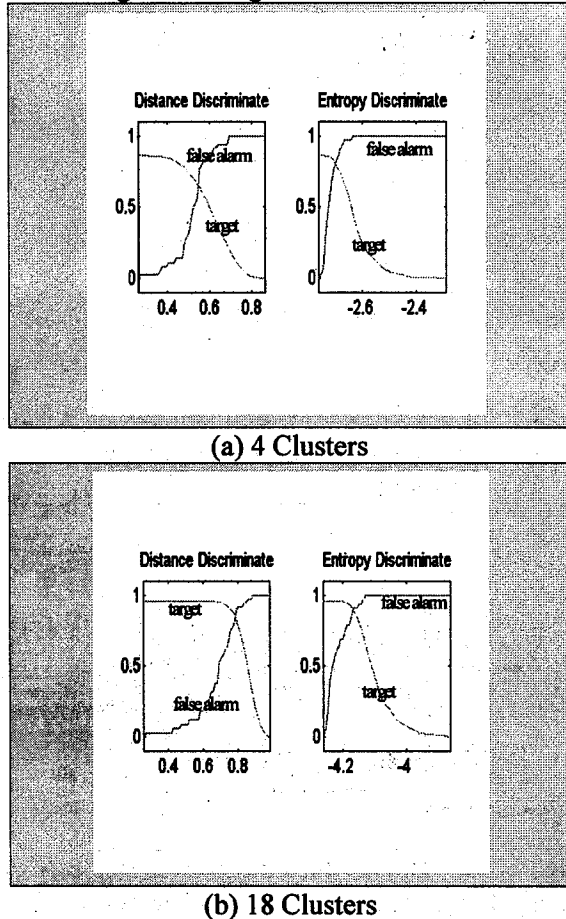 Distance Discriminate Entropy Discriminate
1 1
false alarm false alarm
0.5 0.5
target target
0 0
0.4 0.6 0.8 -2.6 -2.4
(a) 4 Clusters
Distance Discriminate Entropy Discriminate
1 1
target false alarm
0.5 0.5
false alarm target
0 0
0.4 0.6 0.8 -4.2 -4
(b) 18 Clusters